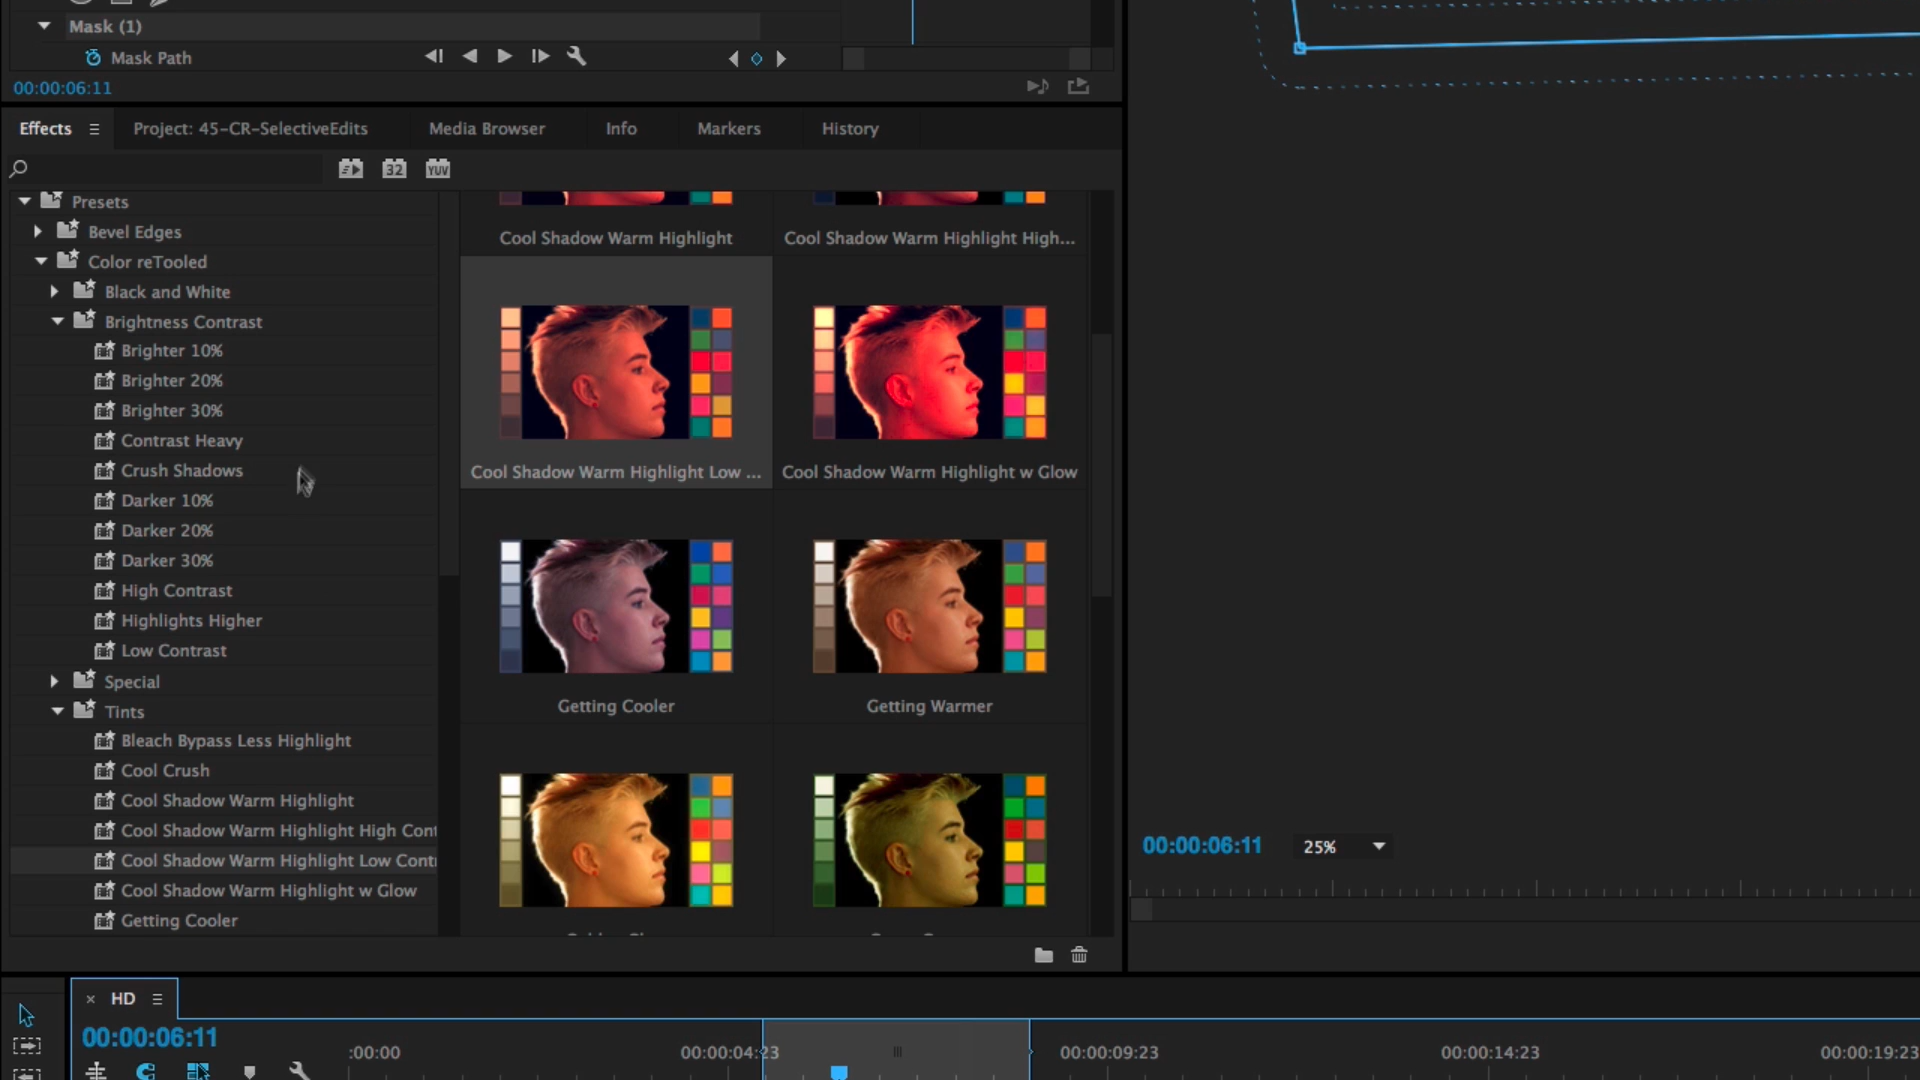 Mask (1)
Mask Path
00:00:06:11
Effects
Project: 45-CR-SelectiveEdits
Media Browser
Info
Markers
History
32
YUV
Presets
Bevel Edges
Color reTooled
Black and White
Brightness Contrast
Brighter 10%
Brighter 20%
Brighter 30%
Contrast Heavy
Crush Shadows
Darker 10%
Darker 20%
Darker 30%
High Contrast
Highlights Higher
Low Contrast
Special
Tints
Bleach Bypass Less Highlight
Cool Crush
Cool Shadow Warm Highlight
Cool Shadow Warm Highlight High Cont
Cool Shadow Warm Highlight Low Contr
Cool Shadow Warm Highlight w Glow
Getting Cooler
Cool Shadow Warm Highlight
Cool Shadow Warm Highlight High...
Cool Shadow Warm Highlight Low ...
Cool Shadow Warm Highlight w Glow
Getting Cooler
Getting Warmer
00:00:06:11
25%
HD
00:00:06:11
:00:00
00:00:04:23
00:00:09:23
00:00:14:23
00:00:19:23